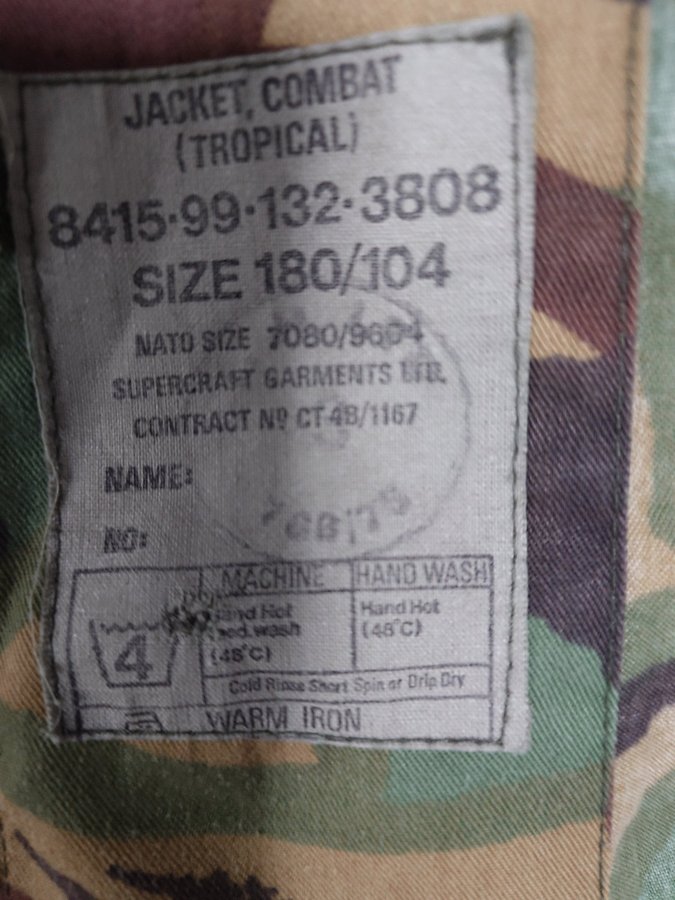 JACKET, COMBAT
(TROPICAL)
8415·99·132·3808
SIZE 180/104
NATO SIZE 7080/9604
SUPERCRAFT GARMENTS LTD.
CONTRACT Nº CT4B/1167
NAME:
NO:
MACHINE HAND WASH
Hand Hot
wash
(48°C)
Hand Hot
(48°C)
4
Cold Rinse Short Spin or Drip Dry
WARM IRON